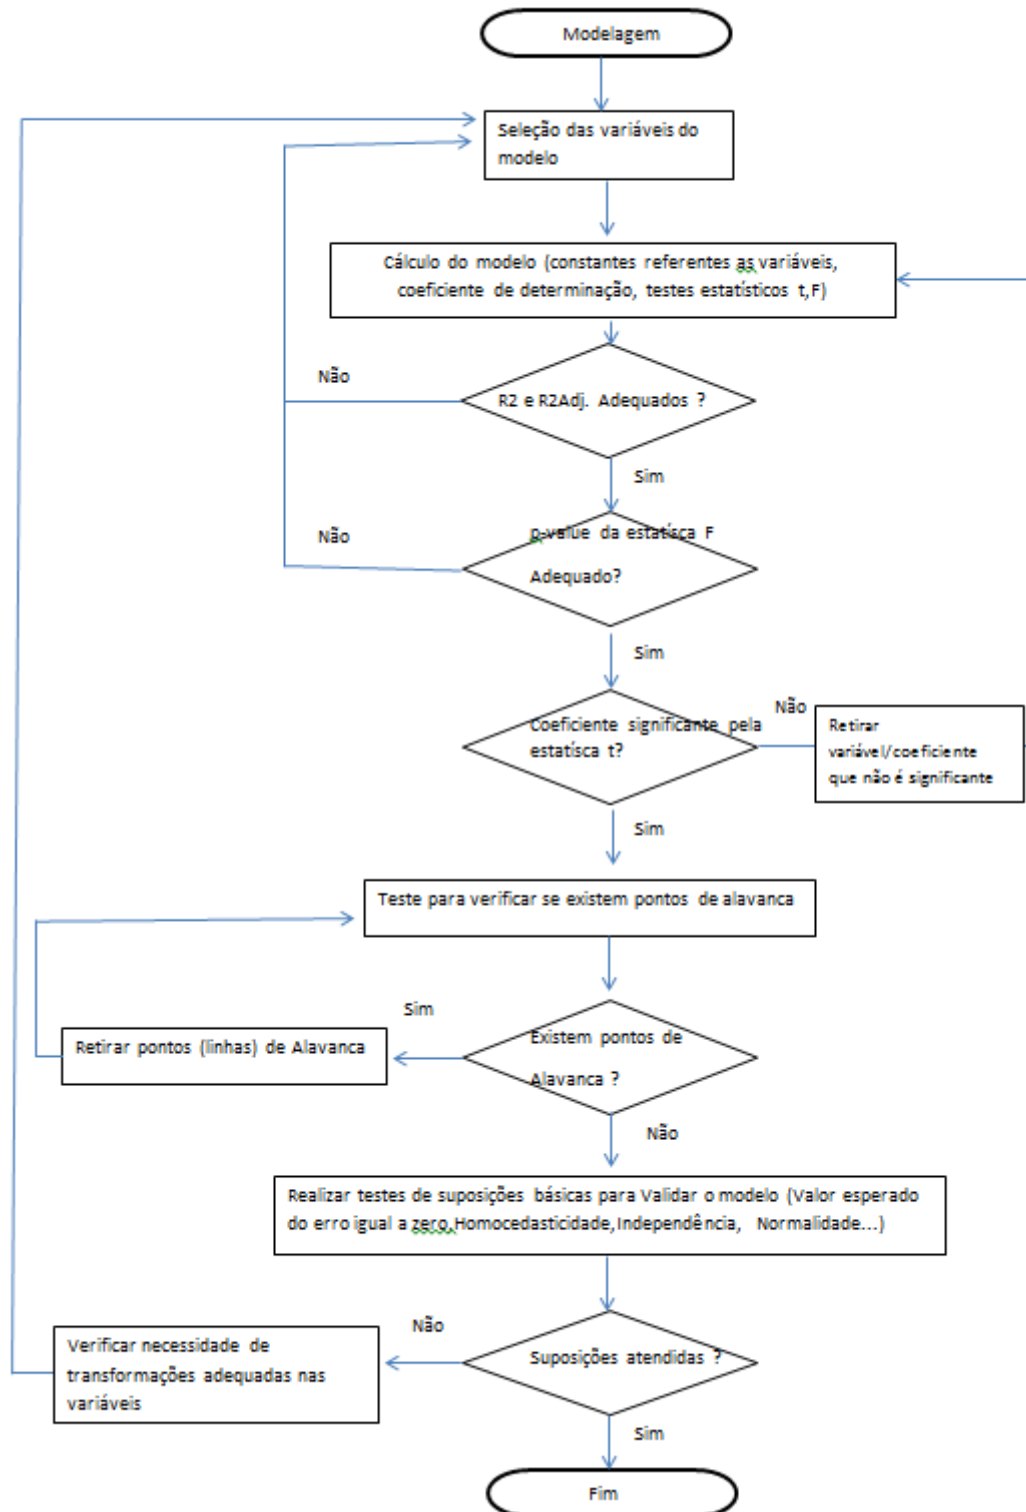 Modelagem
Seleção das variáveis do
modelo
Cálculo do modelo (constantes referentes as variáveis,
coeficiente de determinação, testes estatísticos t,F)
Não
R2 e R2Adj. Adequados ?
Sim
Não
p-value da estatísca F
Adequado?
Sim
Coeficiente significante pela
estatísca t?
Não
Retirar
variável/coeficiente
que não é significante
Sim
Teste para verificar se existem pontos de alavanca
Sim
Retirar pontos (linhas) de Alavanca
Existem pontos de
Alavanca ?
Não
Realizar testes de suposições básicas para Validar o modelo (Valor esperado
do erro igual a zero,Homocedasticidade,Independência, Normalidade...)
Não
Verificar necessidade de
transformações adequadas nas
variáveis
Suposições atendidas ?
Sim
Fim